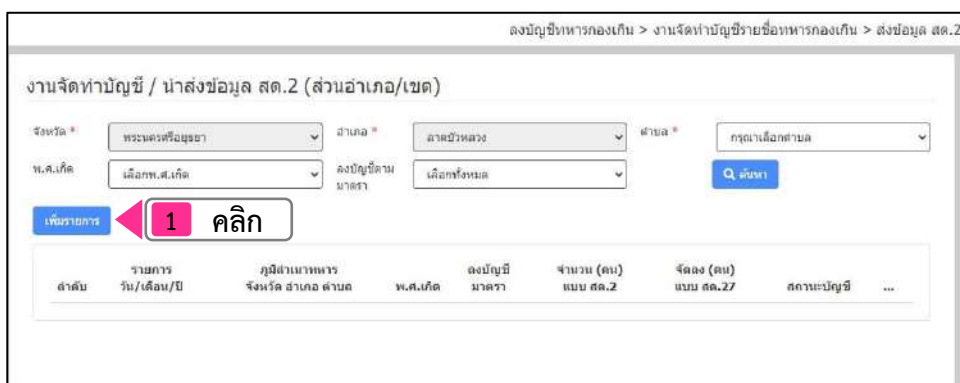 ลงบัญชีทหารกองเกิน > งานจัดทำบัญชีรายชื่อทหารกองเกิน > ส่งข้อมูล สด.2
งานจัดทำบัญชี / นำส่งข้อมูล สด.2 (ส่วนอำเภอ/เขต)
จังหวัด * พระนครศรีอยุธยา อำเภอ * ลาดบัวหลวง ตำบล * กรุณาเลือกตำบล
พ.ศ.เกิด เลือกพ.ศ.เกิด ลงบัญชีตาม เลือกทั้งหมด ค้นหา
มาตรา
เพิ่มรายการ 1 คลิก
รายการ ภูมิลำเนาทหาร ลงบัญชี จำนวน (คน) จัดลง (คน)
ลำดับ วัน/เดือน/ปี จังหวัด อำเภอ ตำบล พ.ศ.เกิด มาตรา แบบ สด.2 แบบ สด.27 สถานะบัญชี ...